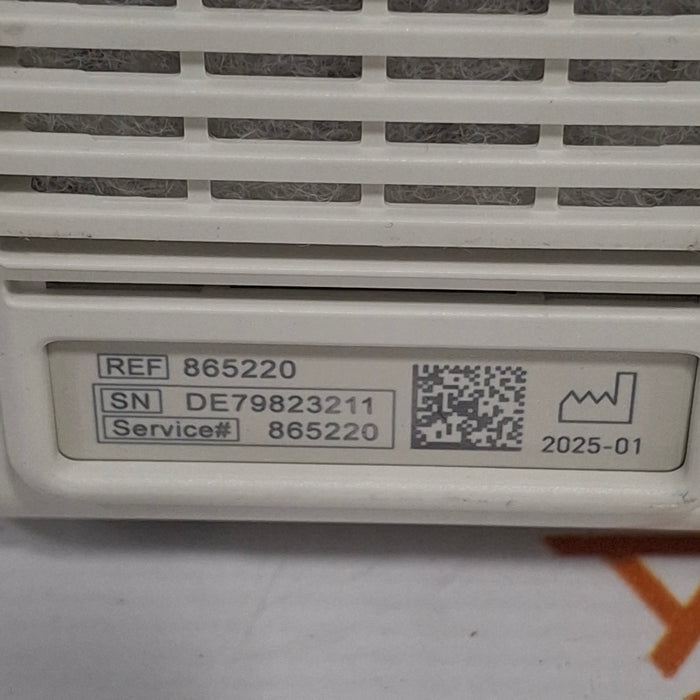 REF 865220
SN DE79823211
Service# 865220
2025-01